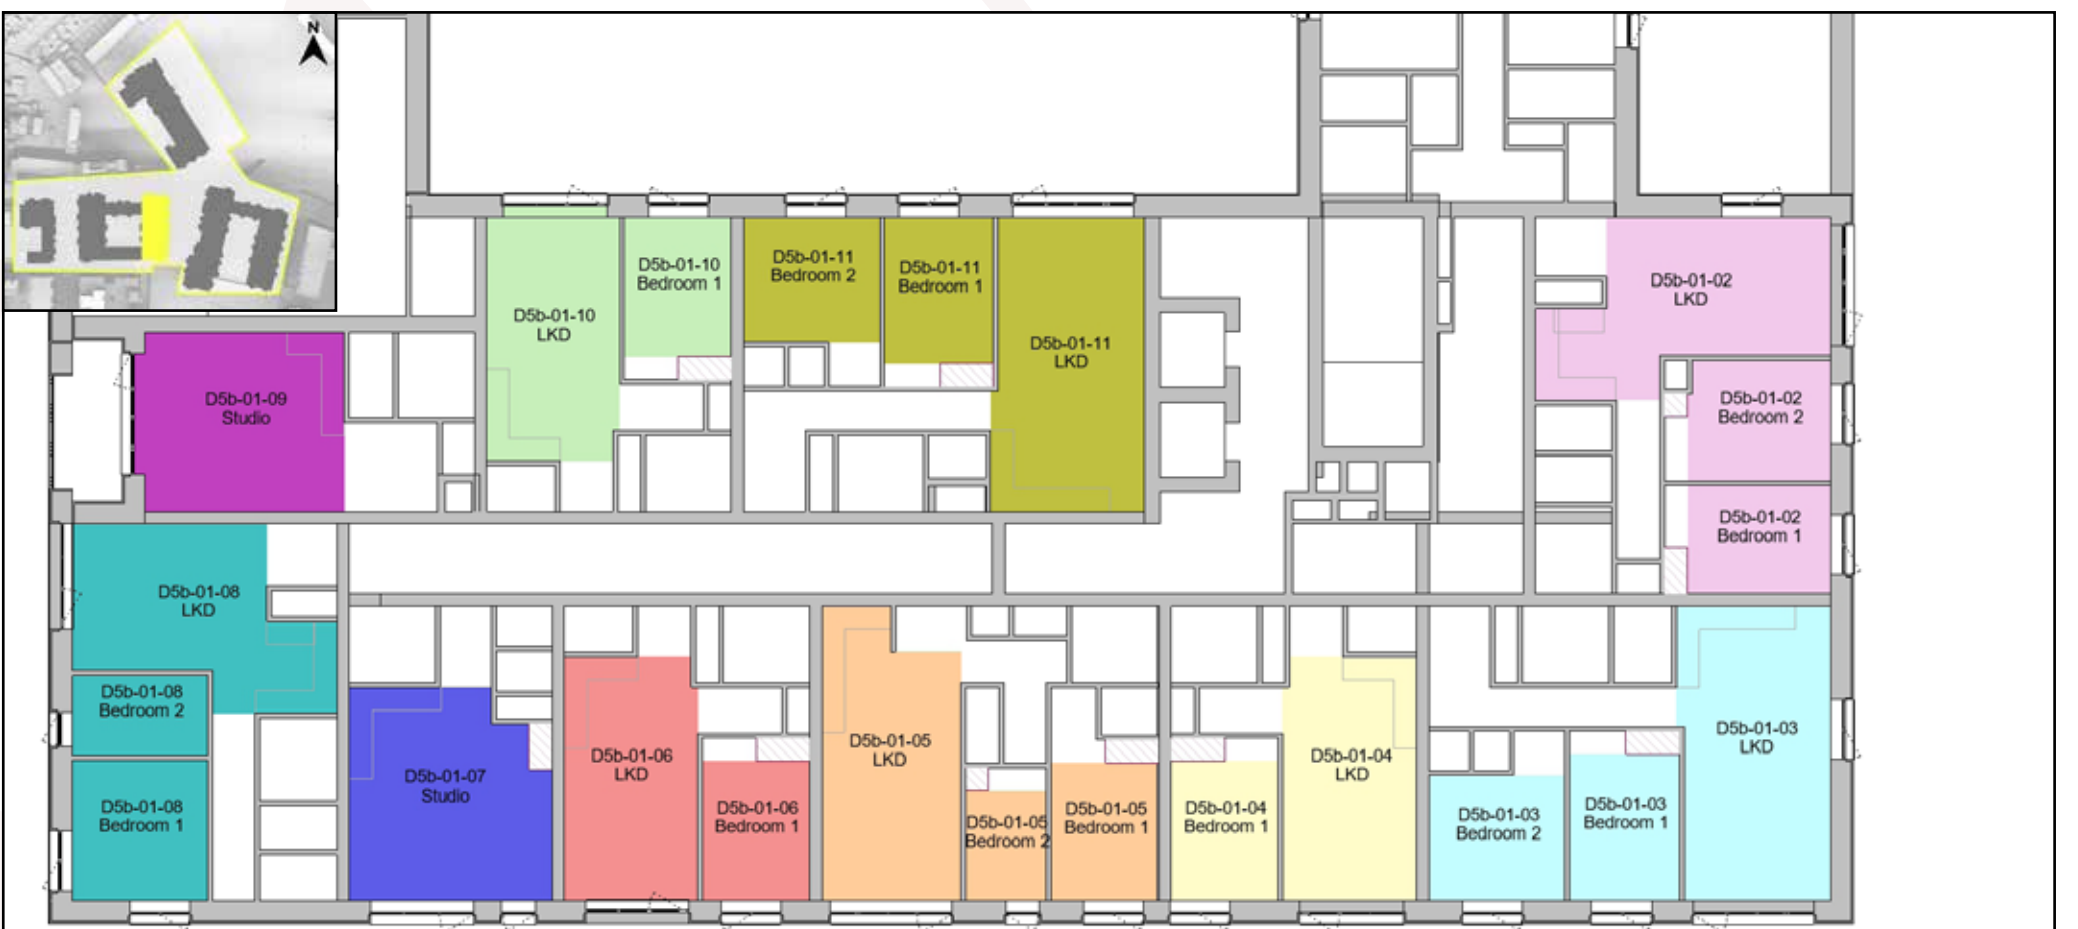 N
D5b-01-10
Bedroom 1
D5b-01-11
Bedroom 2
D5b-01-11
Bedroom 1
D5b-01-02
LKD
D5b-01-10
LKD
D5b-01-11
LKD
D5b-01-09
Studio
D5b-01-02
Bedroom 2
D5b-01-02
Bedroom 1
D5b-01-08
LKD
D5b-01-08
Bedroom 2
D5b-01-08
Bedroom 1
D5b-01-07
Studio
D5b-01-06
LKD
D5b-01-06
Bedroom 1
D5b-01-05
LKD
D5b-01-05
Bedroom 2
D5b-01-05
Bedroom 1
D5b-01-04
Bedroom 1
D5b-01-04
LKD
D5b-01-03
Bedroom 2
D5b-01-03
Bedroom 1
D5b-01-03
LKD